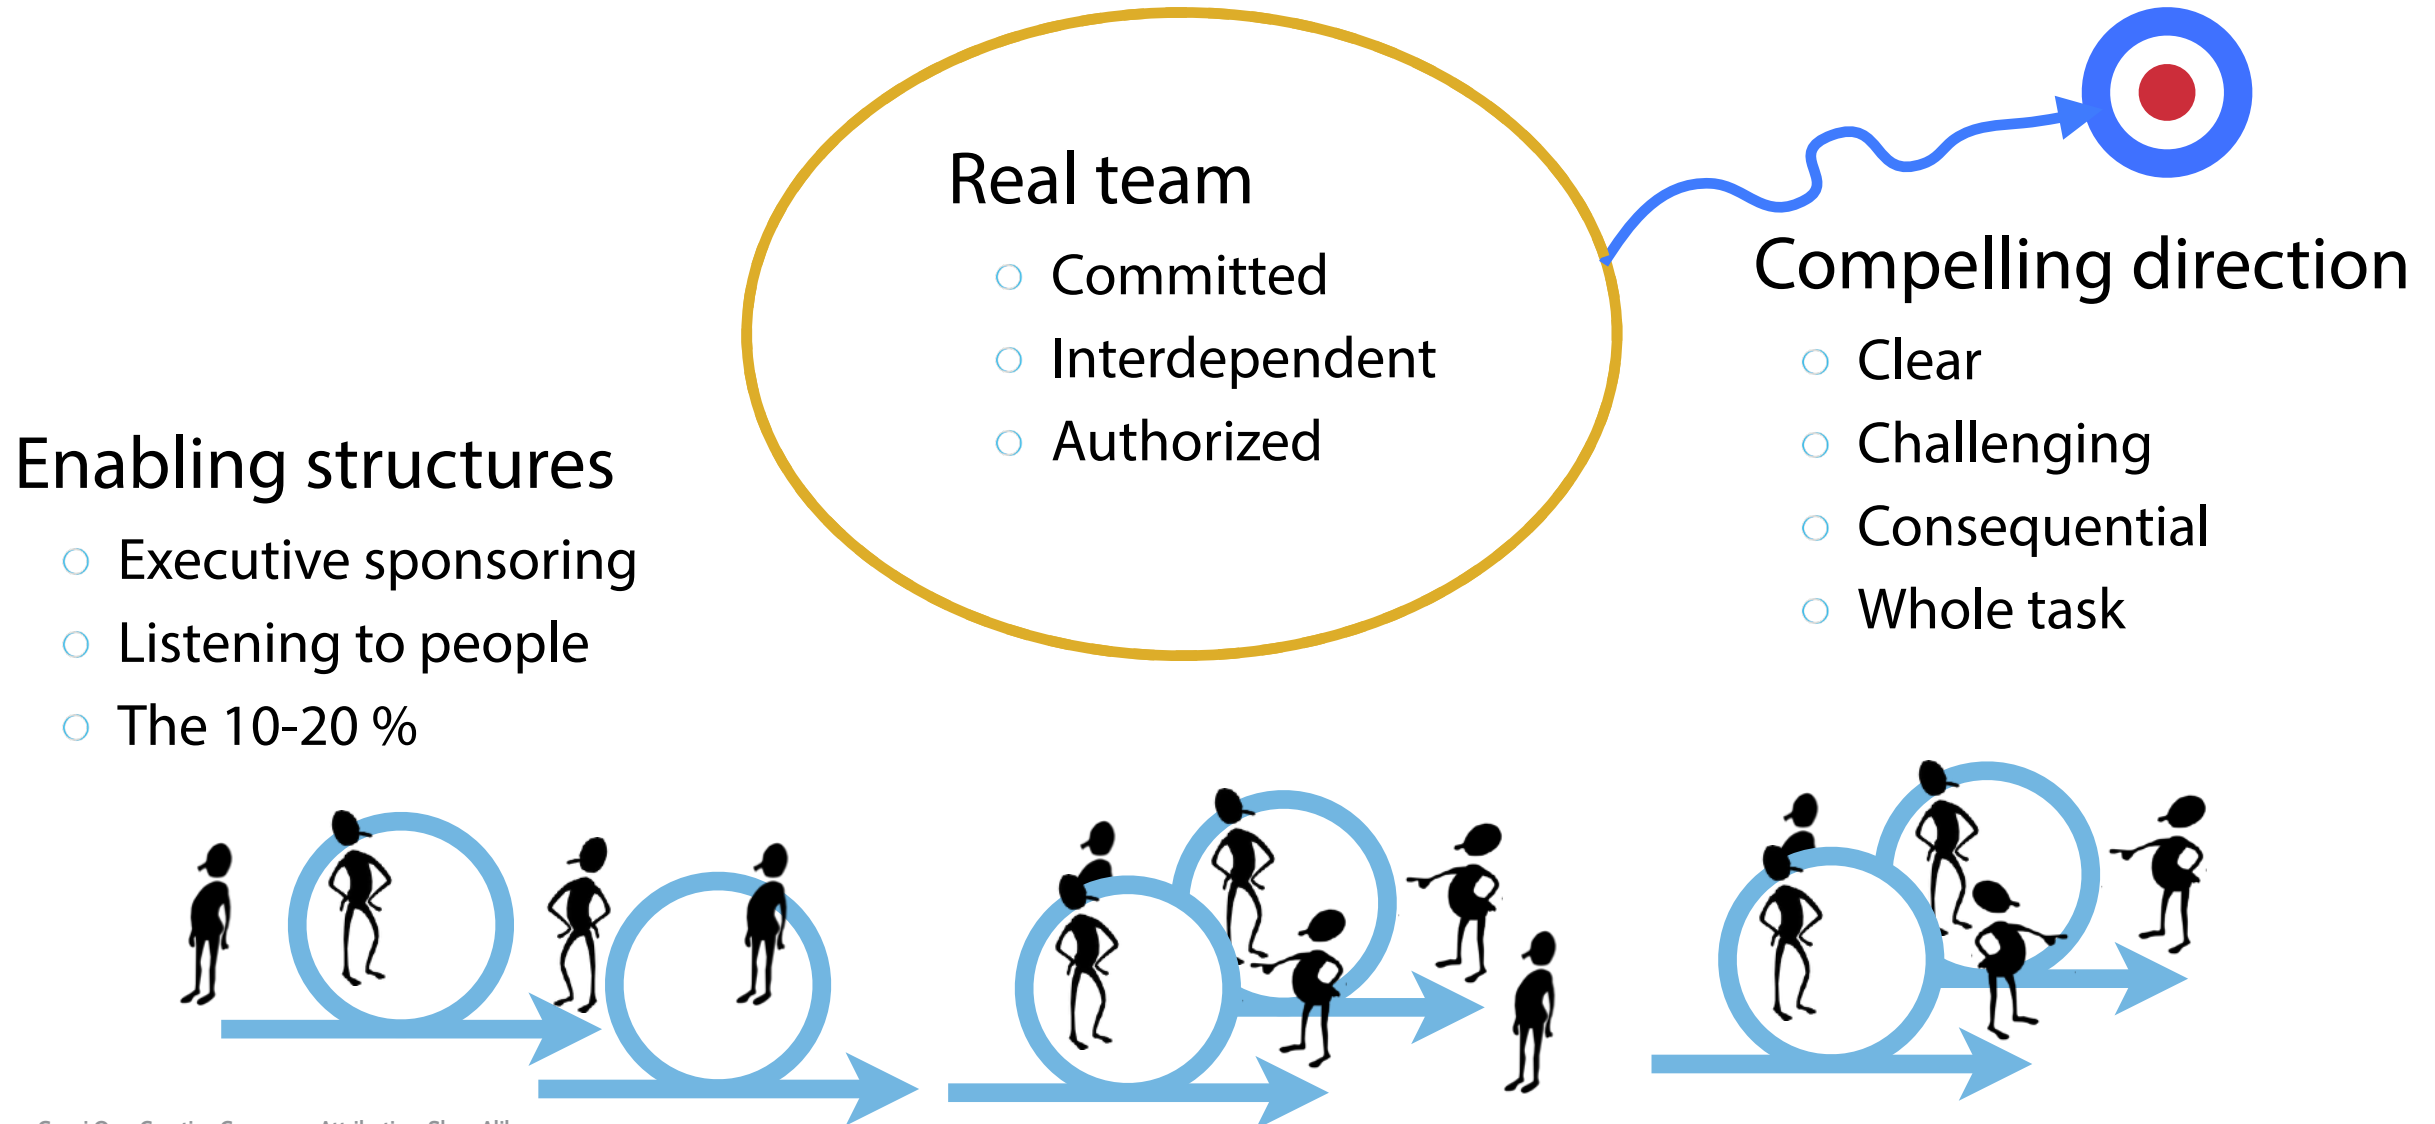 Real team
Committed
Interdependent
Authorized
Compelling direction
Clear
Challenging
Consequential
Whole task
Enabling structures
Executive sponsoring
Listening to people
The 10-20 %